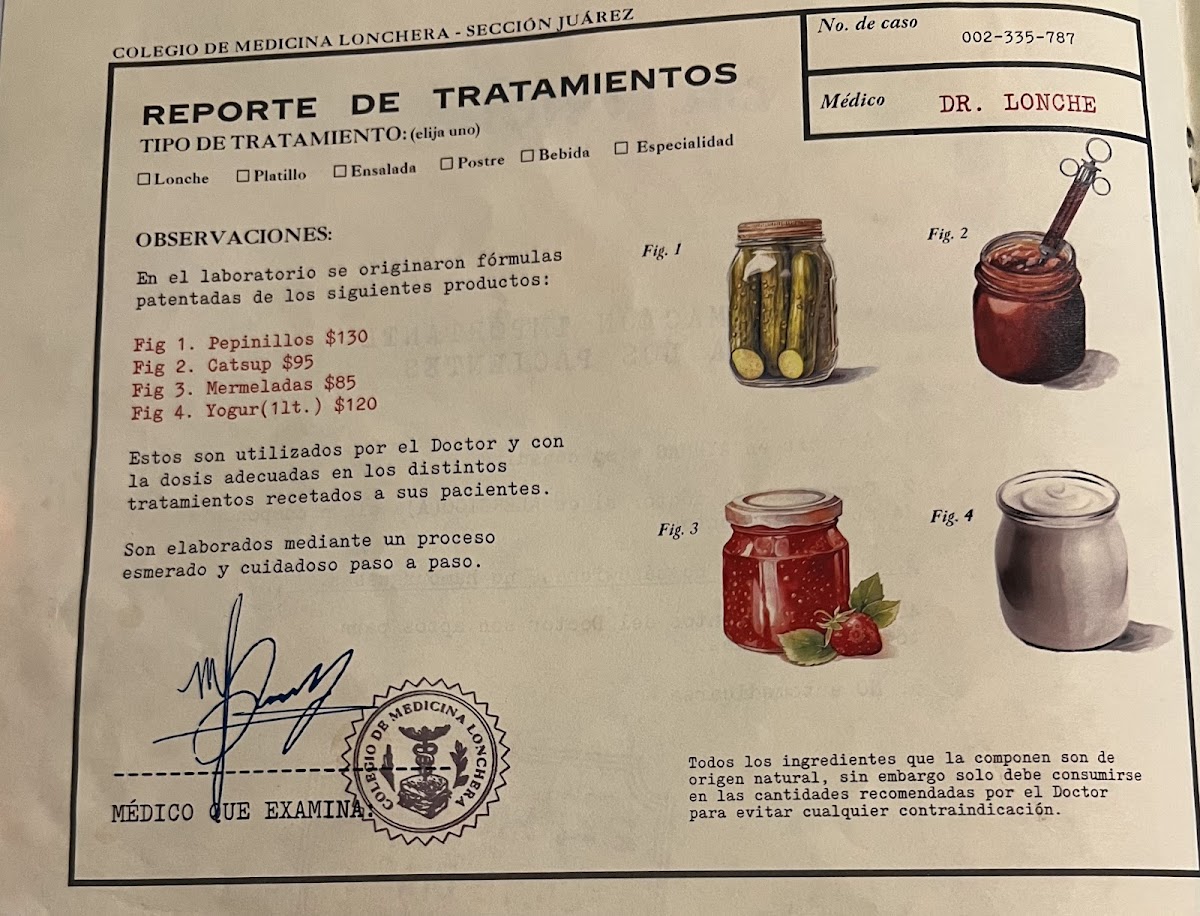 COLEGIO DE MEDICINA LONCHERA - SECCIÓN JUÁREZ
No. de caso
002-335-787
Médico
DR. LONCHE
REPORTE DE TRATAMIENTOS
TIPO DE TRATAMIENTO: (elija uno)
☐ Lonche ☐ Platillo ☐ Ensalada ☐ Postre ☐ Bebida ☐ Especialidad
OBSERVACIONES:
En el laboratorio se originaron fórmulas
patentadas de los siguientes productos:
Fig 1. Pepinillos $130
Fig 2. Catsup $95
Fig 3. Mermeladas $85
Fig 4. Yogur(1lt.) $120
Estos son utilizados por el Doctor y con
la dosis adecuadas en los distintos
tratamientos recetados a sus pacientes.
Son elaborados mediante un proceso
esmerado y cuidadoso paso a paso.
Fig. 1
Fig. 2
Fig. 3
Fig. 4
MÉDICO QUE EXAMINA.
COLEGIO DE MEDICINA LONCHERA
Todos los ingredientes que la componen son de
origen natural, sin embargo solo debe consumirse
en las cantidades recomendadas por el Doctor
para evitar cualquier contraindicación.